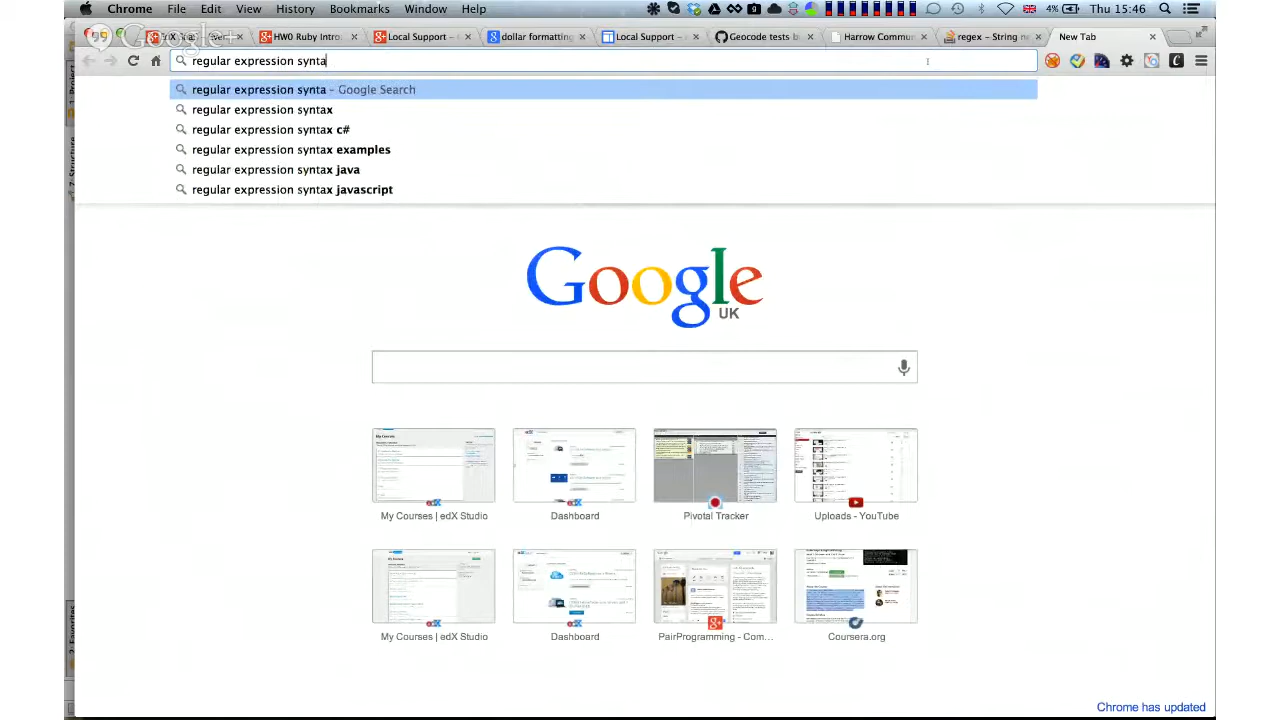 Chrome File Edit View History Bookmarks Window Help 4% Thu 15:46
Google+
HW0 Ruby Intro: Local Support - dollar formatting Local Support - Geocode tests b Harrow Commun regex - String ne New Tab
regular expression synta
regular expression synta - Google Search
regular expression syntax
regular expression syntax c#
regular expression syntax examples
regular expression syntax java
regular expression syntax javascript
Google
UK
My Courses | edX Studio Dashboard Pivotal Tracker Uploads - YouTube
My Courses | edX Studio Dashboard PairProgramming - Com... Coursera.org
Chrome has updated